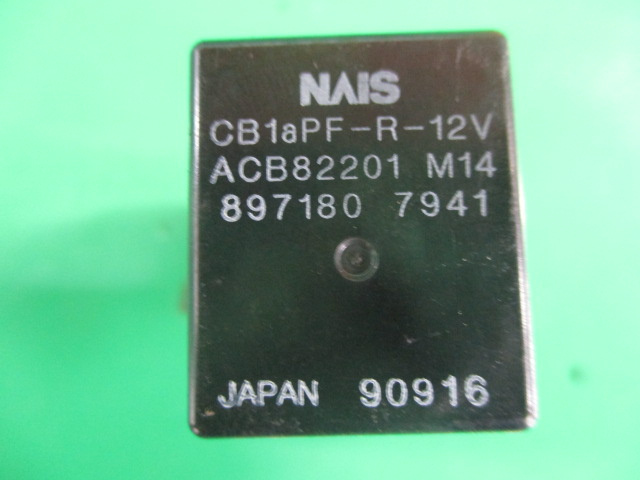 NAIS
CB1aPF-R-12V
ACB82201 M14
897180 7941
JAPAN 90916